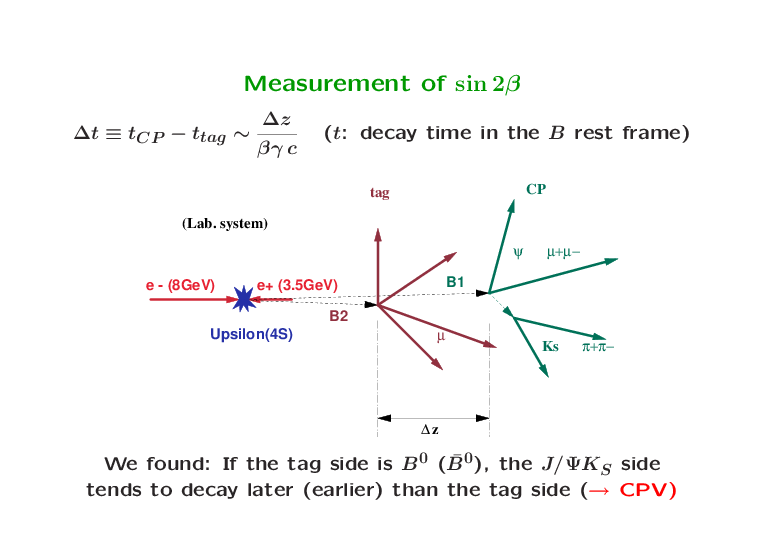 Measurement of sin 2β
Δt ≡ t_CP − t_tag ∼ Δz / βγ c (t: decay time in the B rest frame)
tag
CP
(Lab. system)
ψ μ+μ−
e - (8GeV) e+ (3.5GeV) B1
B2
Upsilon(4S) μ
Ks π+π−
Δz
We found: If the tag side is B⁰ (B̄⁰), the J/ΨK_S side
tends to decay later (earlier) than the tag side (→ CPV)